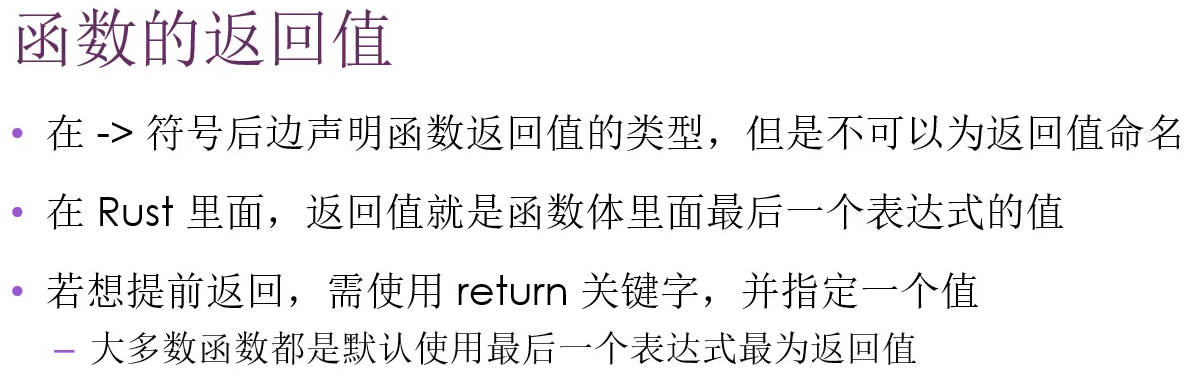 函数的返回值
• 在 -> 符号后边声明函数返回值的类型，但是不可以为返回值命名
• 在 Rust 里面，返回值就是函数体里面最后一个表达式的值
• 若想提前返回，需使用 return 关键字，并指定一个值
– 大多数函数都是默认使用最后一个表达式最为返回值